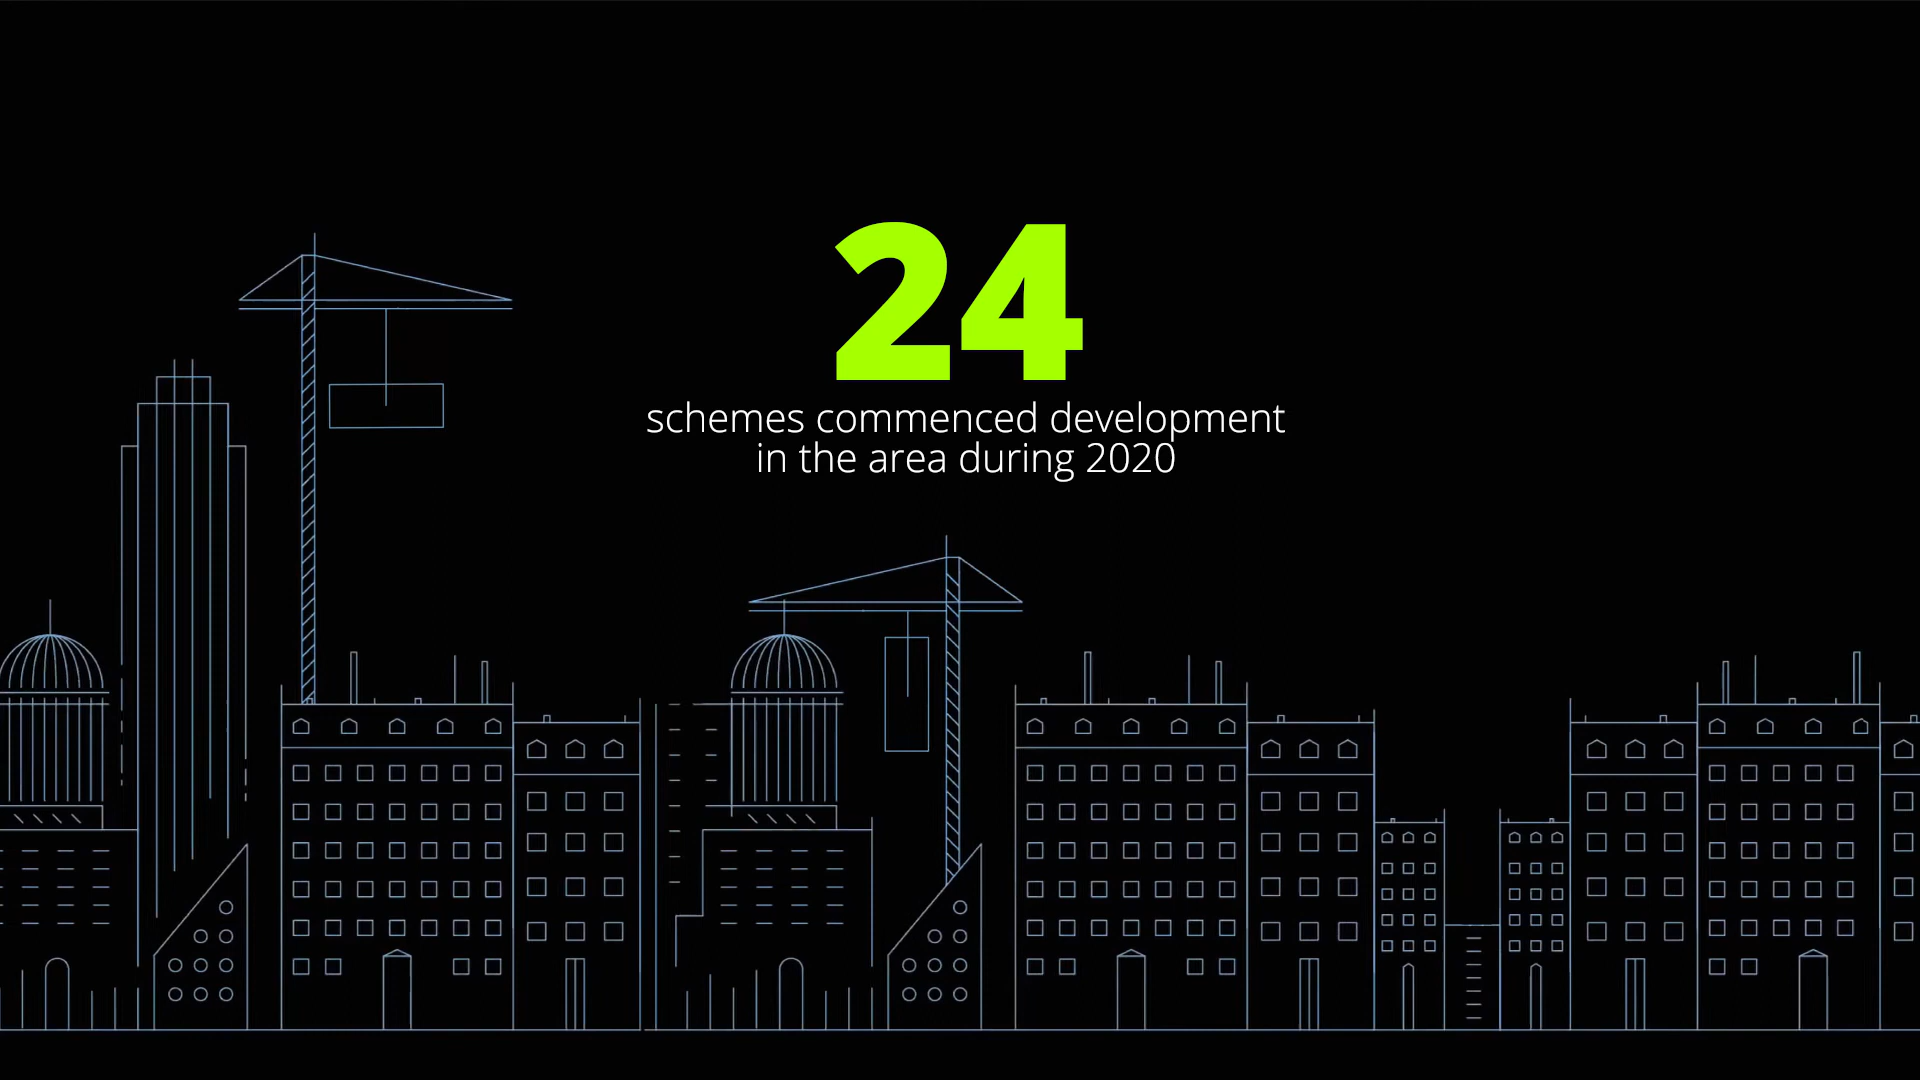 24
schemes commenced development
in the area during 2020